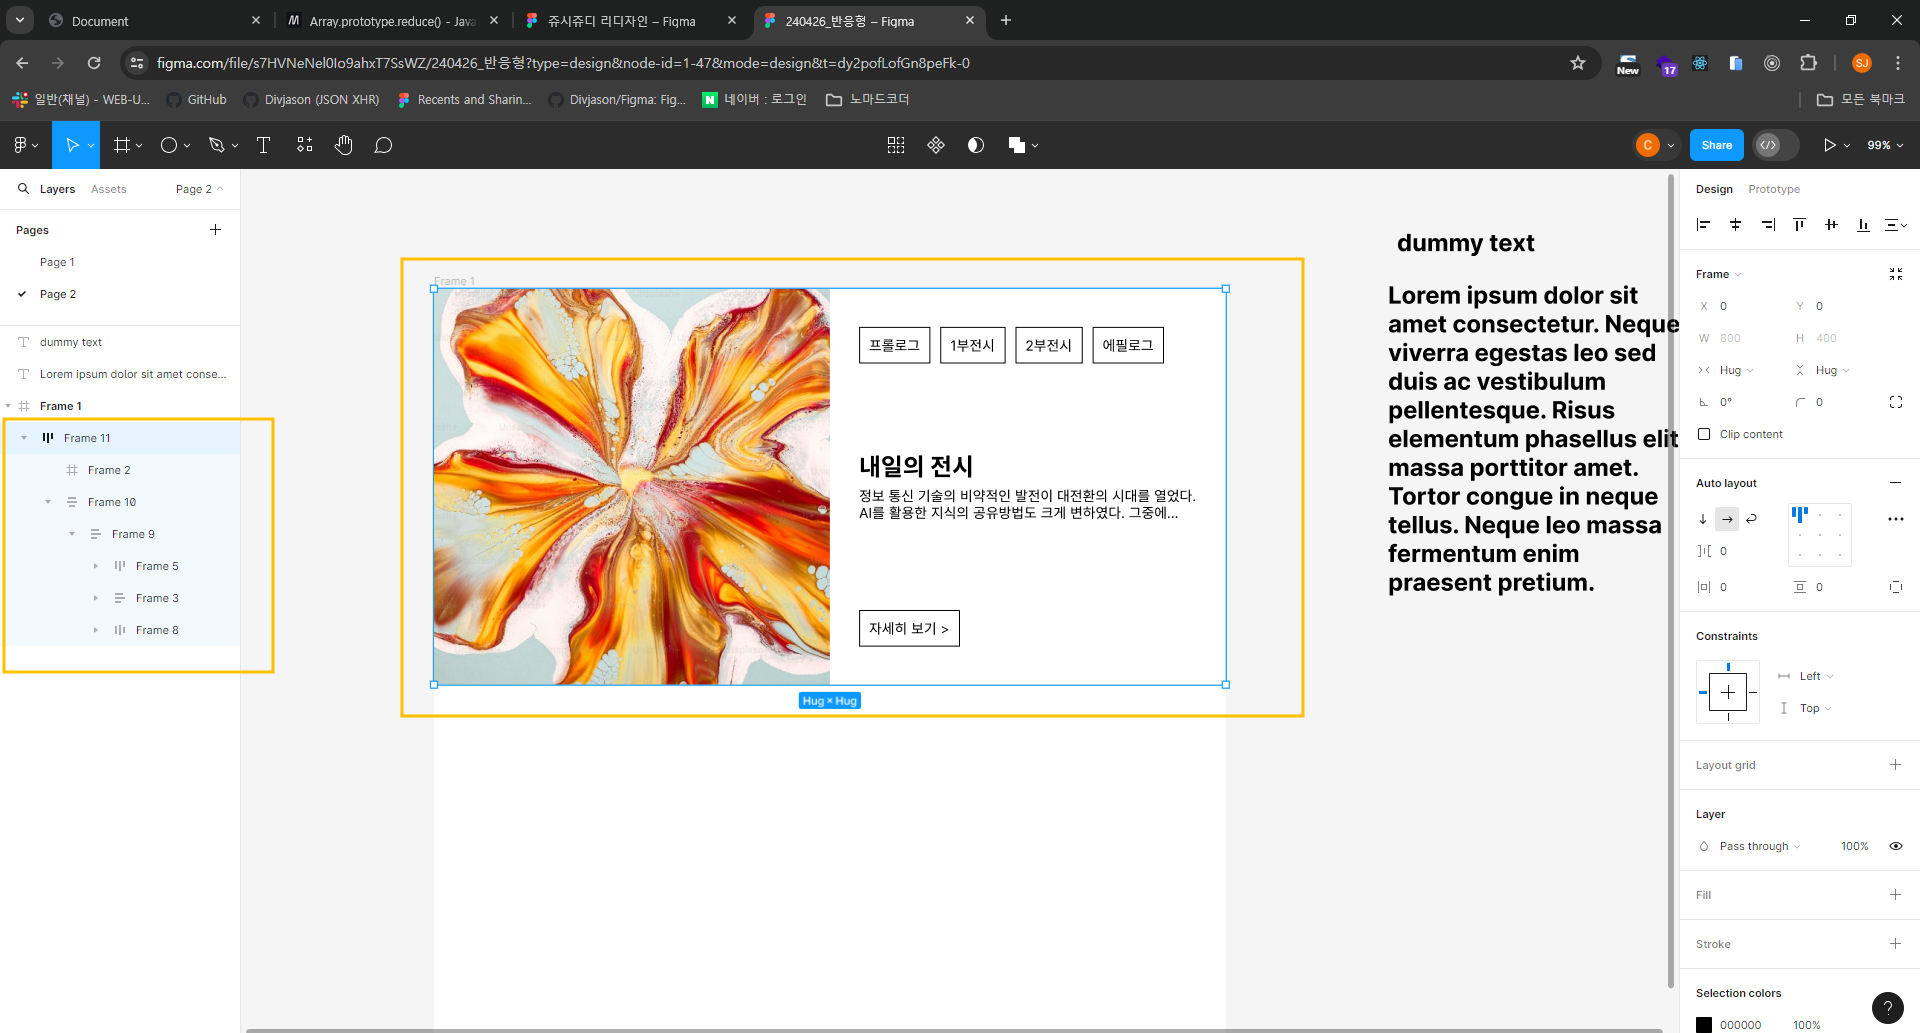 Document
Array.prototype.reduce() - Java
쥬시쥬디 리디자인 – Figma
240426_반응형 – Figma
figma.com/file/s7HVNeNel0Io9ahxT7SsWZ/240426_반응형?type=design&node-id=1-47&mode=design&t=dy2pofLofGn8peFk-0
New
17
SJ
일반(채널) - WEB-U...
GitHub
Divjason (JSON XHR)
Recents and Sharin...
Divjason/Figma: Fig...
네이버 : 로그인
노마드코더
모든 북마크
C
Share
99%
Layers
Assets
Page 2
Pages
Page 1
Page 2
dummy text
Lorem ipsum dolor sit amet conse...
Frame 1
Frame 11
Frame 2
Frame 10
Frame 9
Frame 5
Frame 3
Frame 8
Frame 1
프롤로그
1부전시
2부전시
에필로그
내일의 전시
정보 통신 기술의 비약적인 발전이 대전환의 시대를 열었다.
AI를 활용한 지식의 공유방법도 크게 변하였다. 그중에...
자세히 보기 >
Hug × Hug
dummy text
Lorem ipsum dolor sit
amet consectetur. Neque
viverra egestas leo sed
duis ac vestibulum
pellentesque. Risus
elementum phasellus elit
massa porttitor amet.
Tortor congue in neque
tellus. Neque leo massa
fermentum enim
praesent pretium.
Design
Prototype
Frame
X 0
Y 0
W 800
H 400
Hug
Hug
0°
0
Clip content
Auto layout
0
0
0
Constraints
Left
Top
Layout grid
Layer
Pass through
100%
Fill
Stroke
Selection colors
000000
100%
?